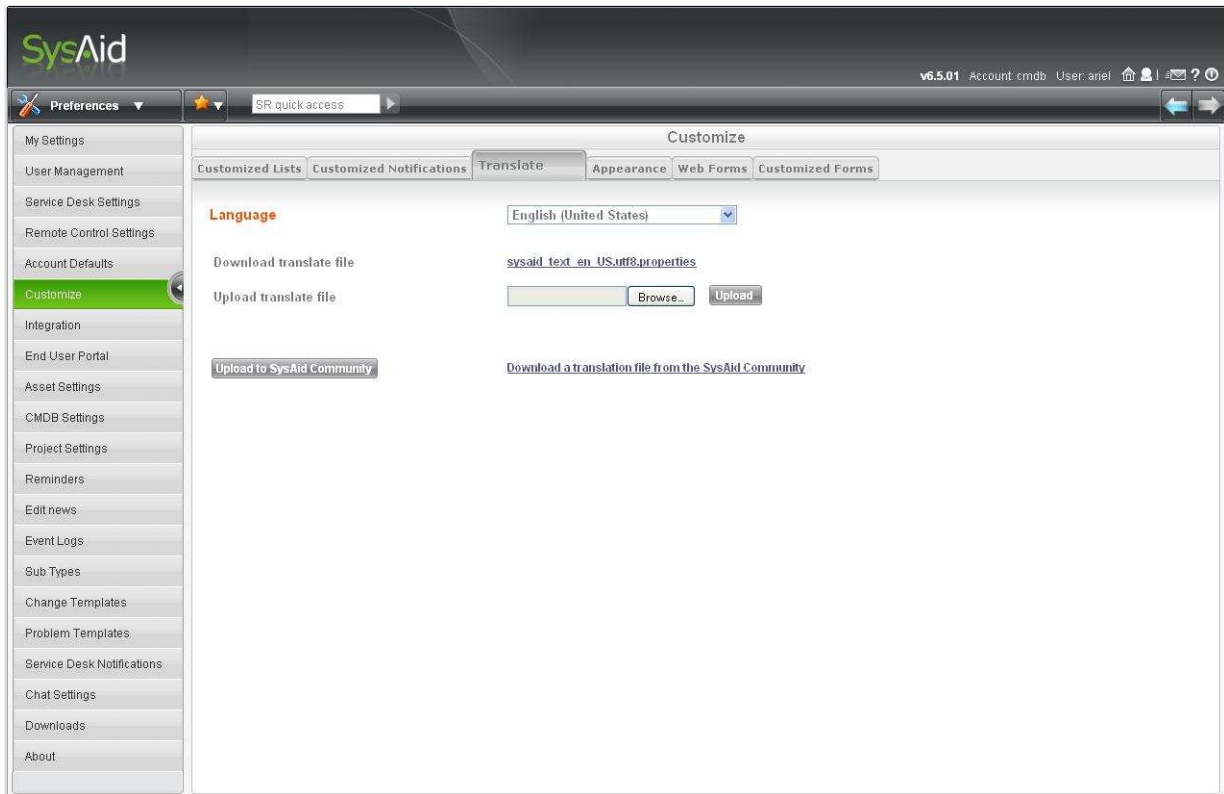 SysAid
v6.5.01 Account: cmdb User: ariel
Preferences
SR quick access
My Settings
User Management
Service Desk Settings
Remote Control Settings
Account Defaults
Customize
Integration
End User Portal
Asset Settings
CMDB Settings
Project Settings
Reminders
Edit news
Event Logs
Sub Types
Change Templates
Problem Templates
Service Desk Notifications
Chat Settings
Downloads
About
Customize
Customized Lists Customized Notifications Translate Appearance Web Forms Customized Forms
Language English (United States)
Download translate file sysaid_text_en_US.utf8.properties
Upload translate file Browse... Upload
Upload to SysAid Community Download a translation file from the SysAid Community